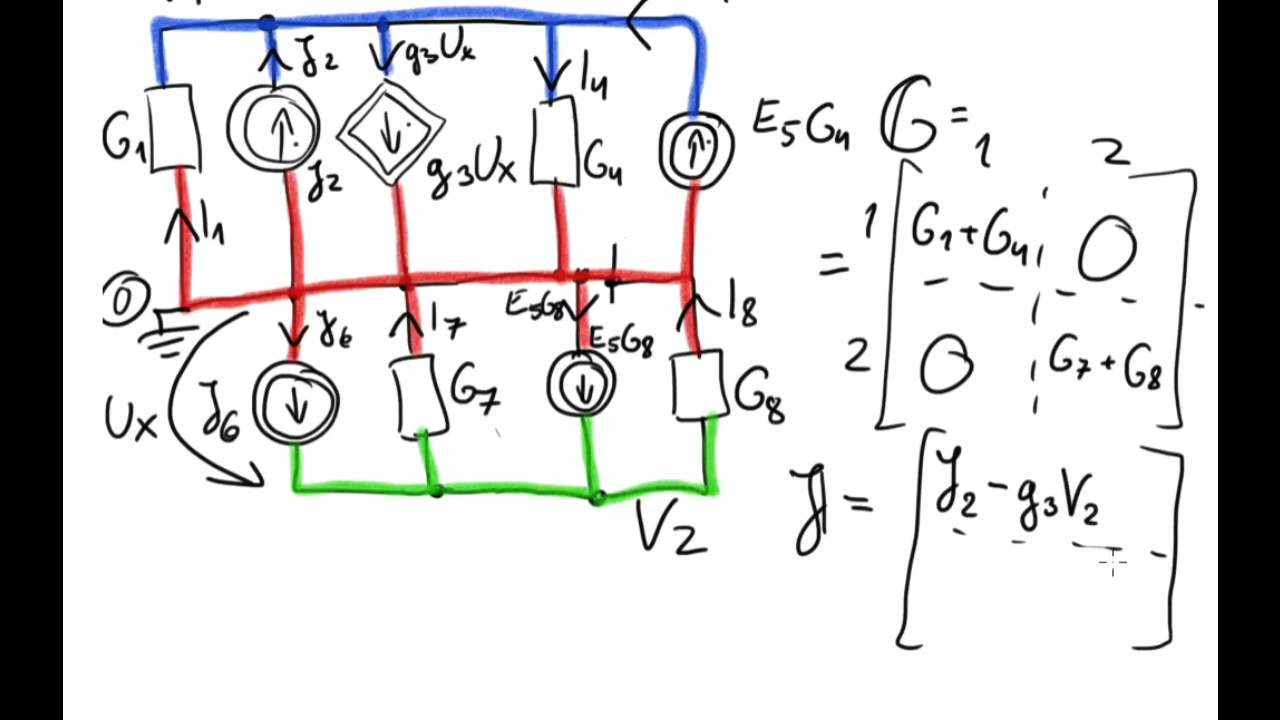 J2
g3Ux
I4
G1
J2
g3Ux
G4
E5G4
I1
0
J6
I7
E5G8
E5G8
I8
Ux
J6
G7
G8
V2
G =
1 2
= 1 G1+G4 0
2 0 G7+G8
J = J2 - g3V2